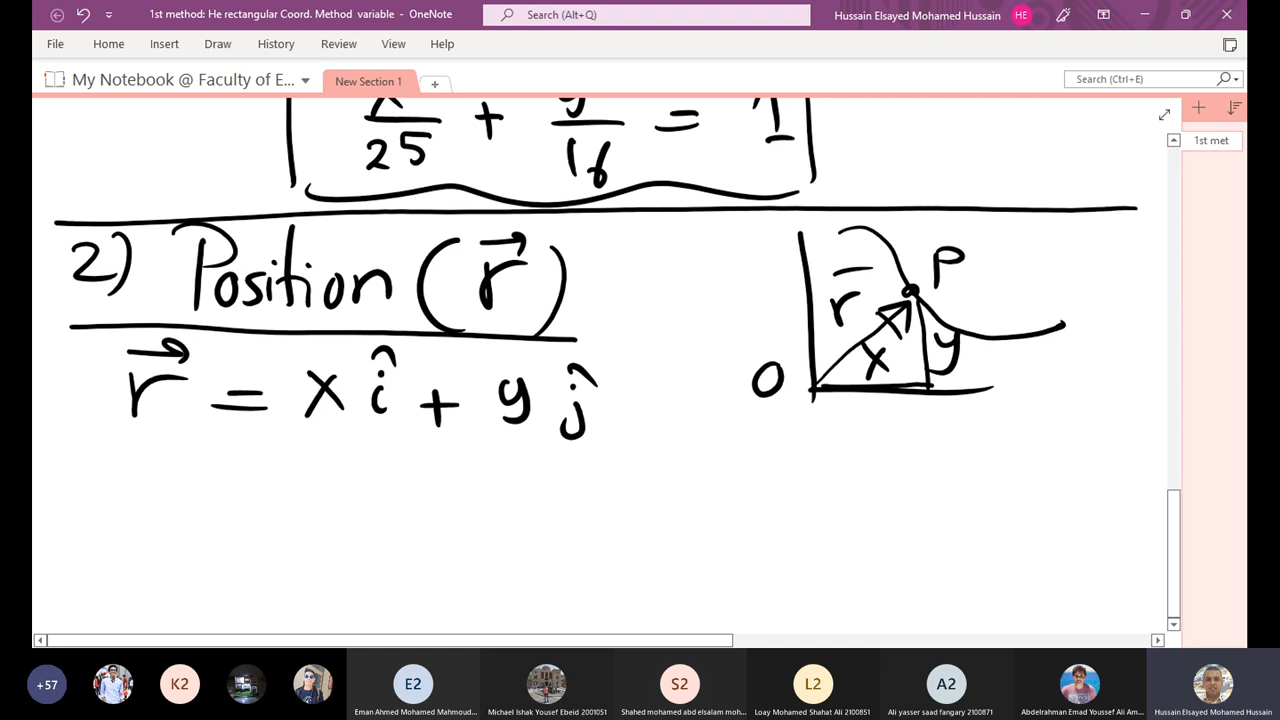 1st method: He rectangular Coord. Method variable - OneNote
Search (Alt+Q)
Hussain Elsayed Mohamed Hussain
HE
File Home Insert Draw History Review View Help
My Notebook @ Faculty of E...
New Section 1
Search (Ctrl+E)
1st met
25 + 16 = 1
2) Position (r⃗)
r⃗ = x î + y ĵ
P
r̅
x
y
O
+57
K2
E2
S2
L2
A2
Eman Ahmed Mohamed Mahmoud...
Michael Ishak Yousef Ebeid 2001051
Shahed mohamed abd elsalam moh...
Loay Mohamed Shahat Ali 2100851
Ali yasser saad fangary 2100871
Abdelrahman Emad Youssef Ali Am...
Hussain Elsayed Mohamed Hussain